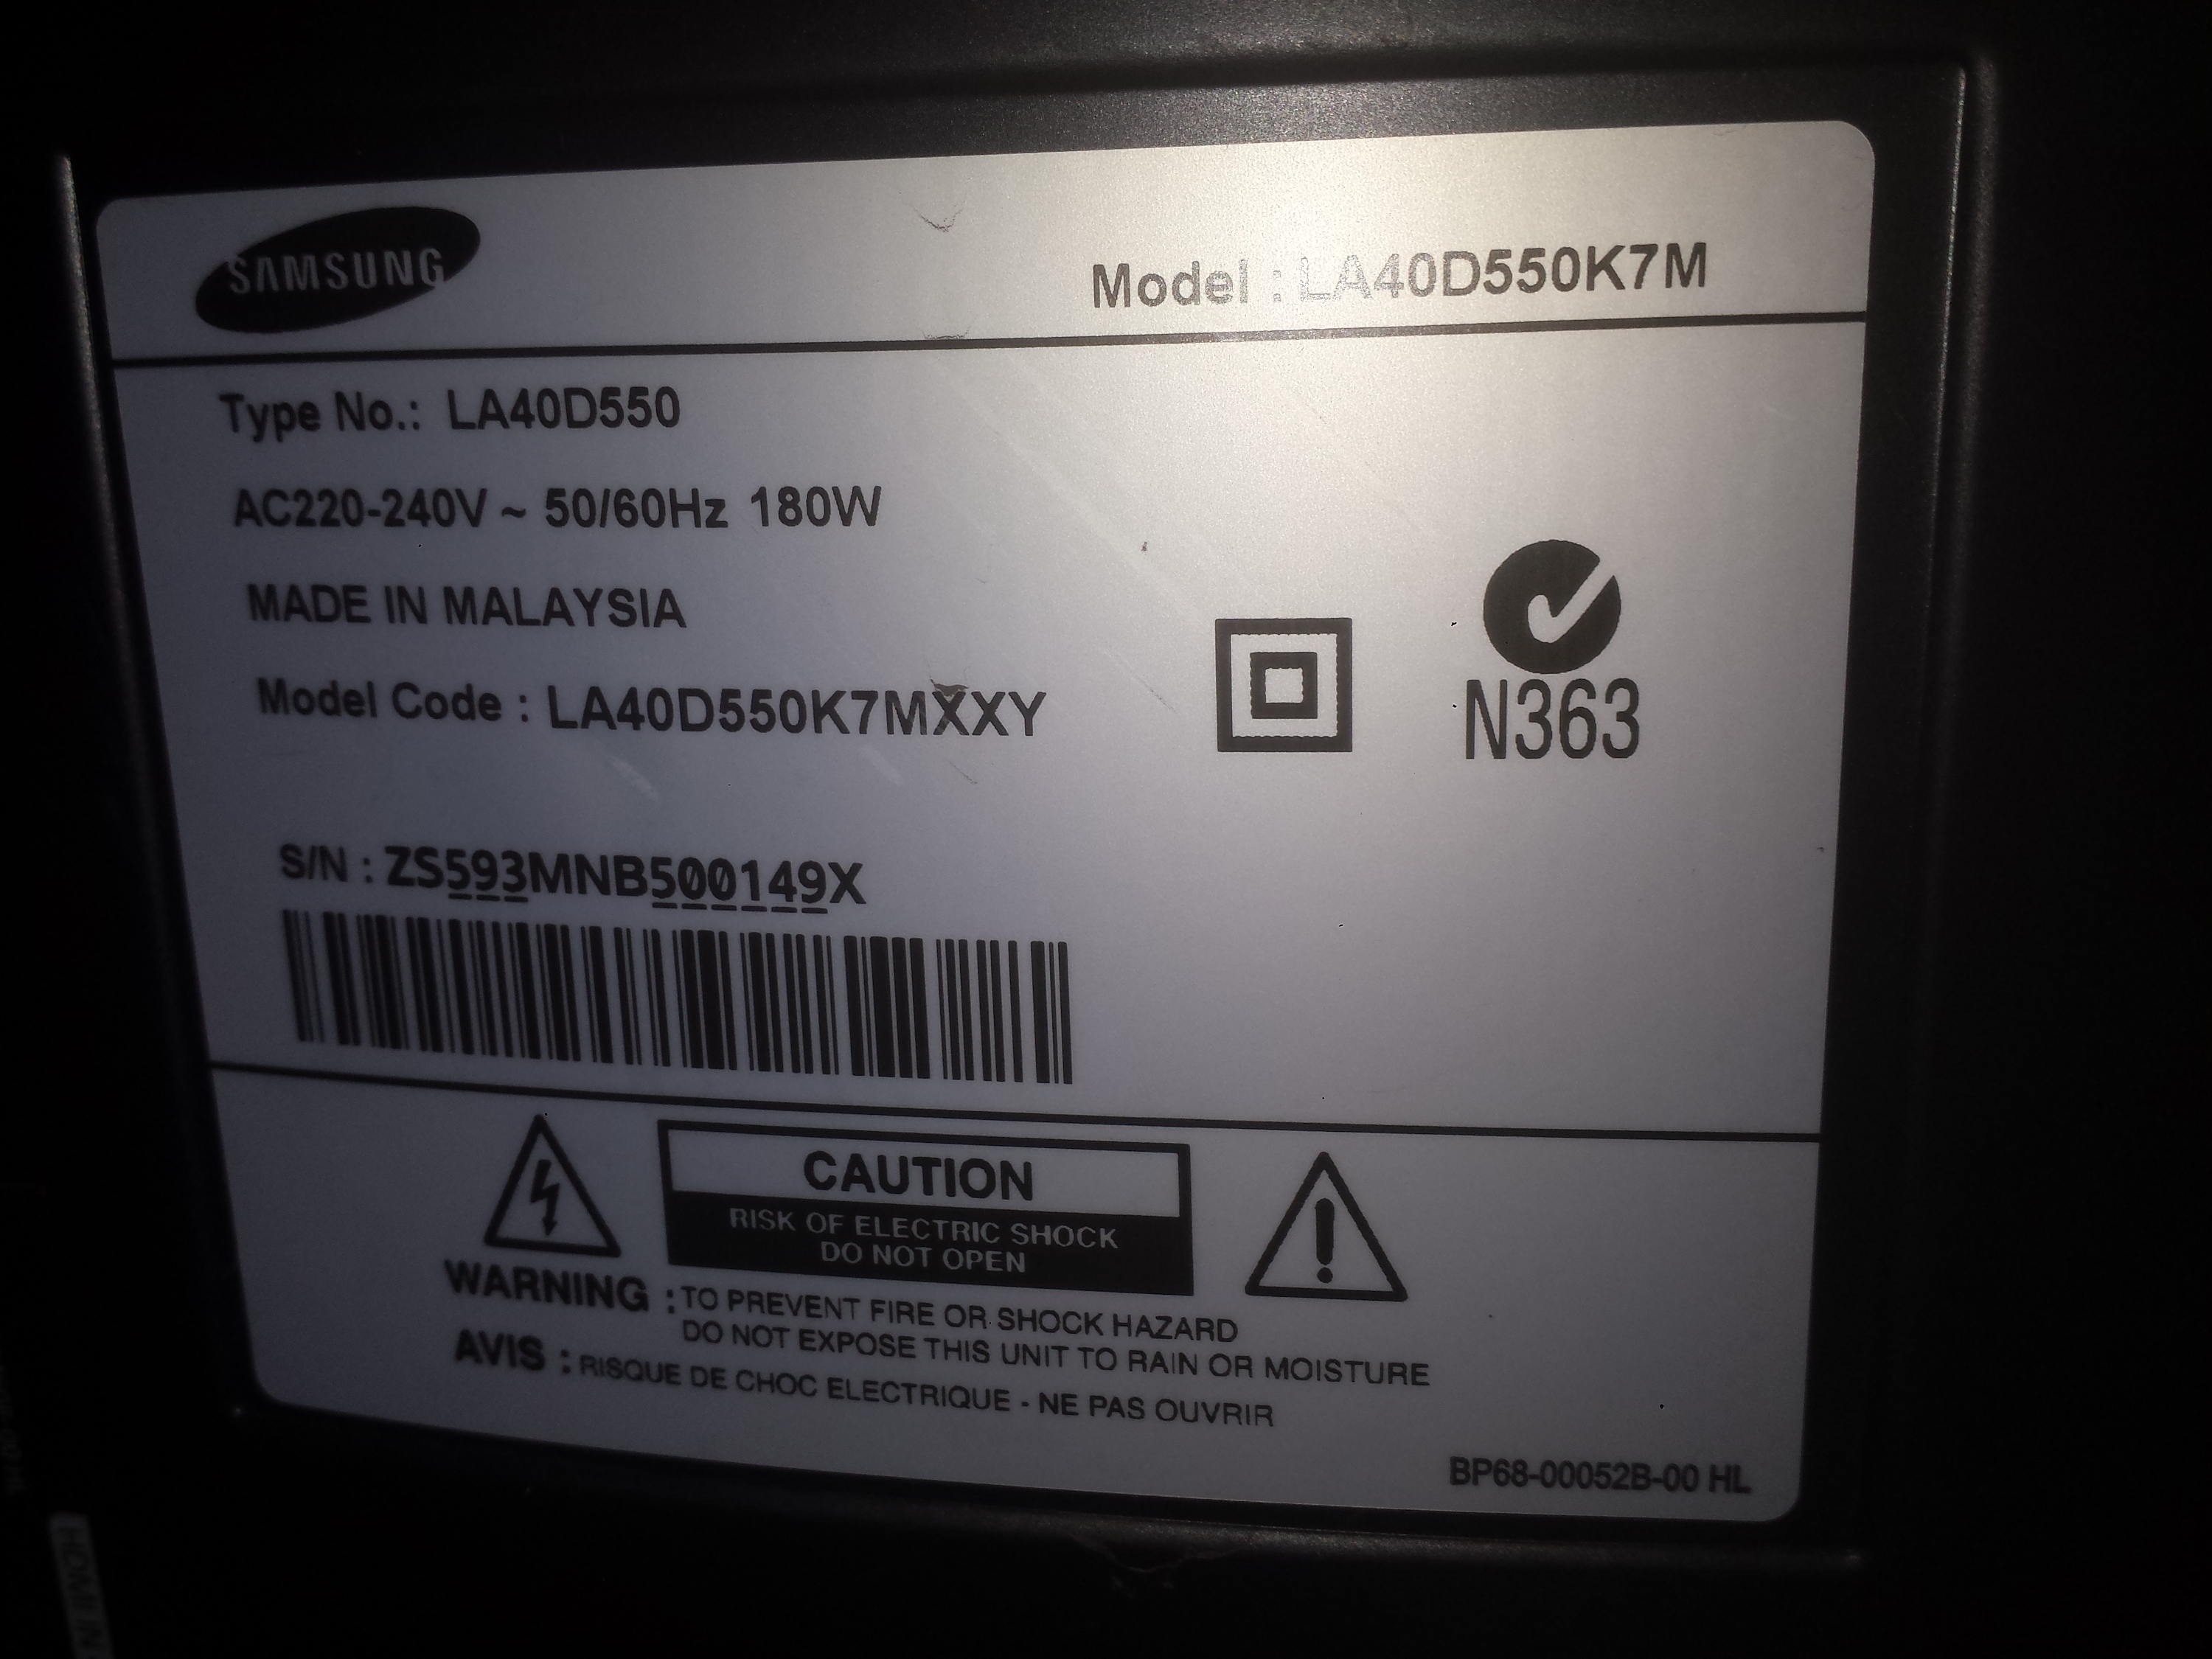 SAMSUNG
Model : LA40D550K7M
Type No.: LA40D550
AC220-240V ~ 50/60Hz 180W
MADE IN MALAYSIA
Model Code : LA40D550K7MXXY
N363
S/N : ZS593MNB500149X
CAUTION
RISK OF ELECTRIC SHOCK
DO NOT OPEN
WARNING : TO PREVENT FIRE OR SHOCK HAZARD
DO NOT EXPOSE THIS UNIT TO RAIN OR MOISTURE
AVIS : RISQUE DE CHOC ELECTRIQUE - NE PAS OUVRIR
BP68-00052B-00 HL
HDMI IN